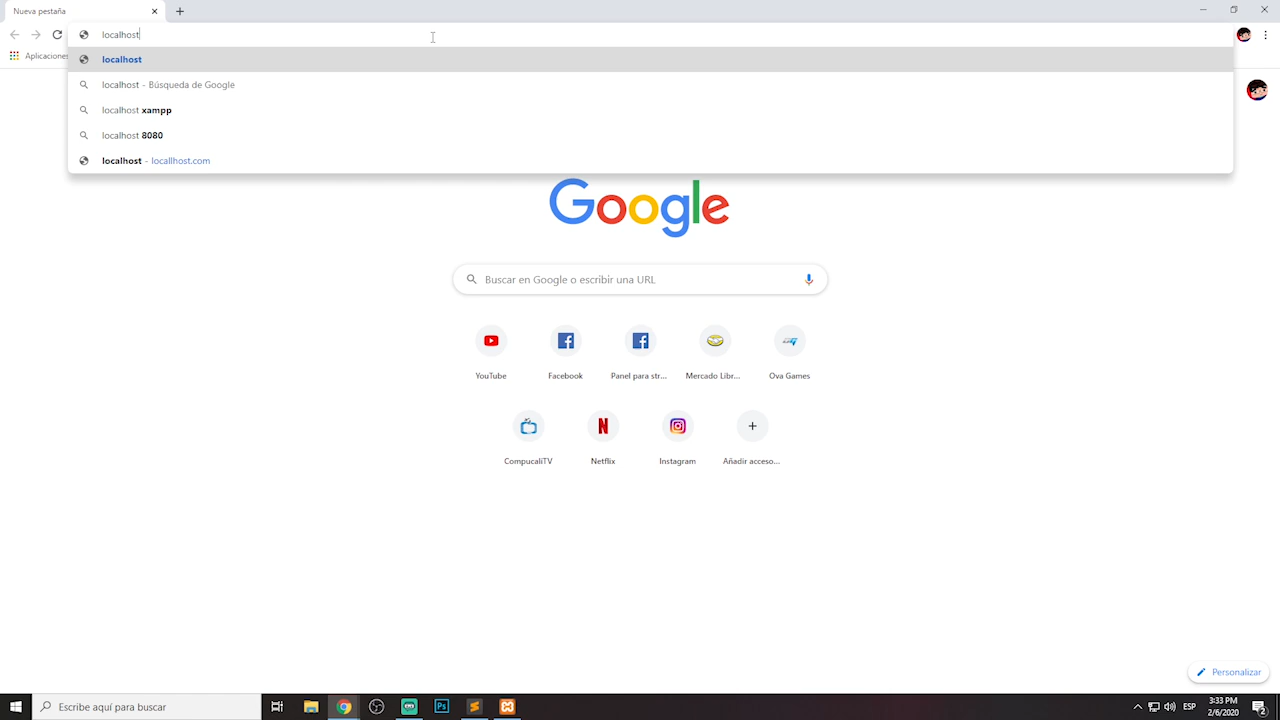 Nueva pestaña
localhost
Aplicaciones
localhost
localhost - Búsqueda de Google
localhost xampp
localhost 8080
localhost - locallhost.com
Google
Buscar en Google o escribir una URL
YouTube
Facebook
Panel para str...
Mercado Libr...
Ova Games
CompucaliTV
Netflix
Instagram
Añadir acceso...
Personalizar
Escribe aquí para buscar
ESP
3:33 PM
2/6/2020